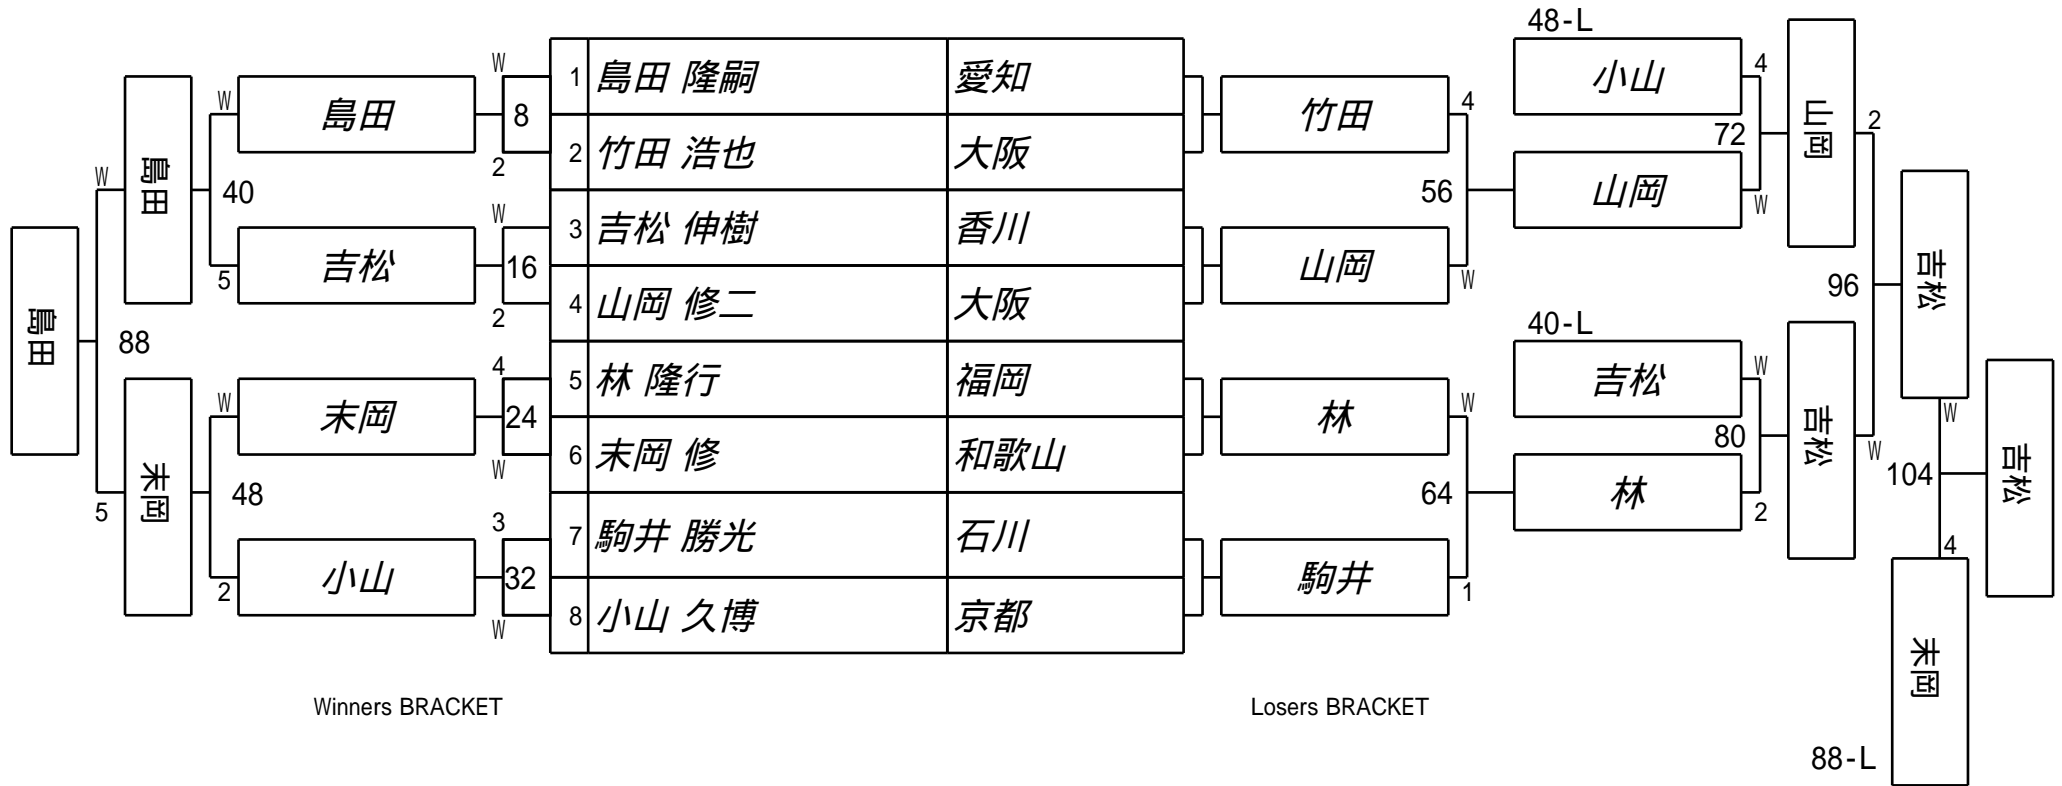 48-L
W
1 島田 隆嗣 愛知
小山 4
W 島田 8 竹田 4 山岡 2
2 竹田 浩也 大阪 72
2
W 島田 40 56 山岡 W
W
3 吉松 伸樹 香川
5 吉松 16 山岡 W 吉松
4 山岡 修二 大阪 96
2
40-L
島田 88
4
5 林 隆行 福岡
吉松 W
W 末岡 24 林 W 吉松 W
6 末岡 修 和歌山 80
W
5 末岡 48 64 林 2 104 吉松
3
7 駒井 勝光 石川
2 小山 32 駒井 1 4
8 小山 久博 京都
W
末岡
Winners BRACKET Losers BRACKET
88-L
W